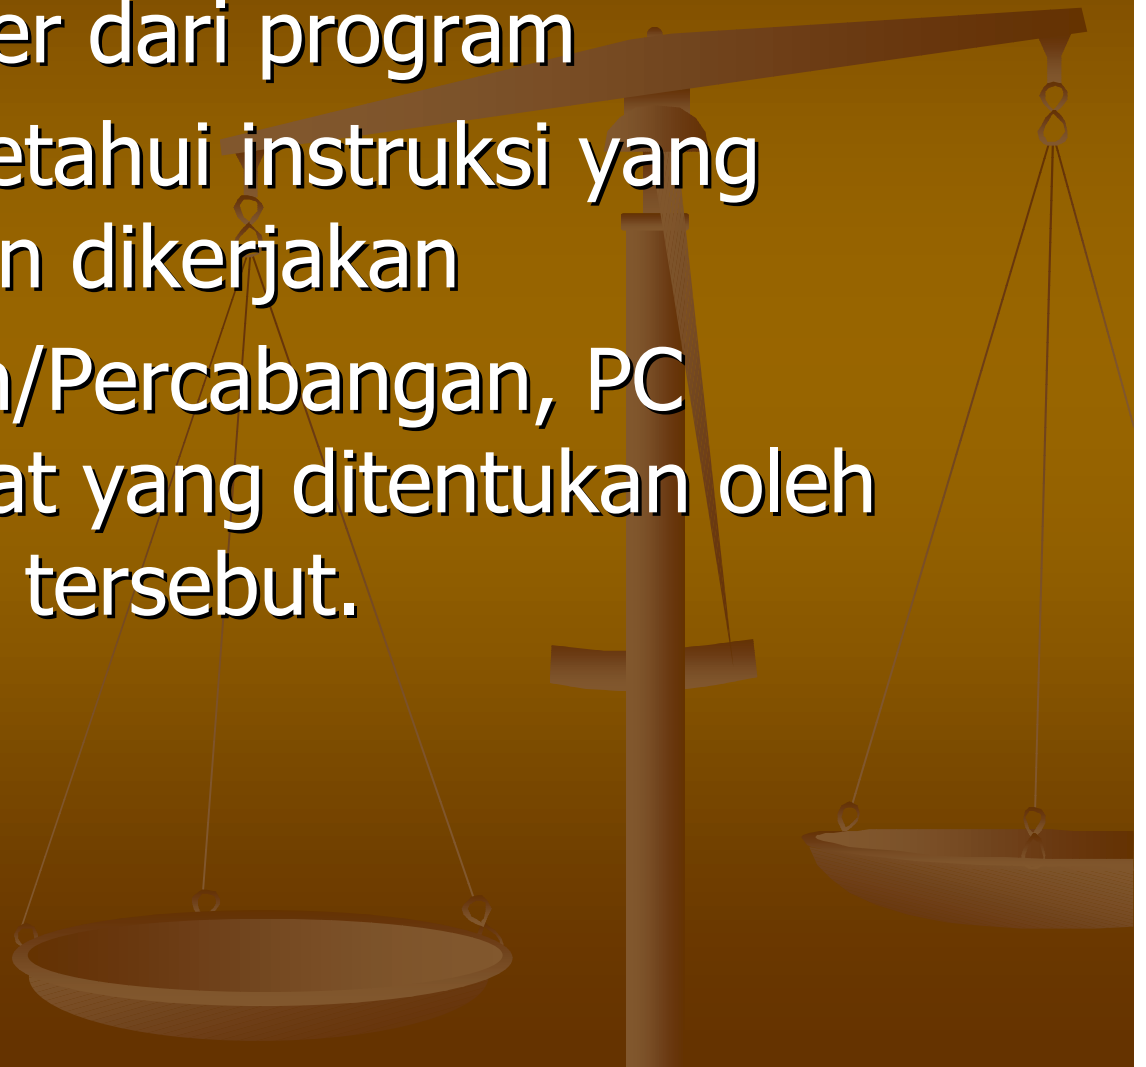 er dari program
etahui instruksi yang
n dikerjakan
n/Percabangan, PC
at yang ditentukan oleh
tersebut.